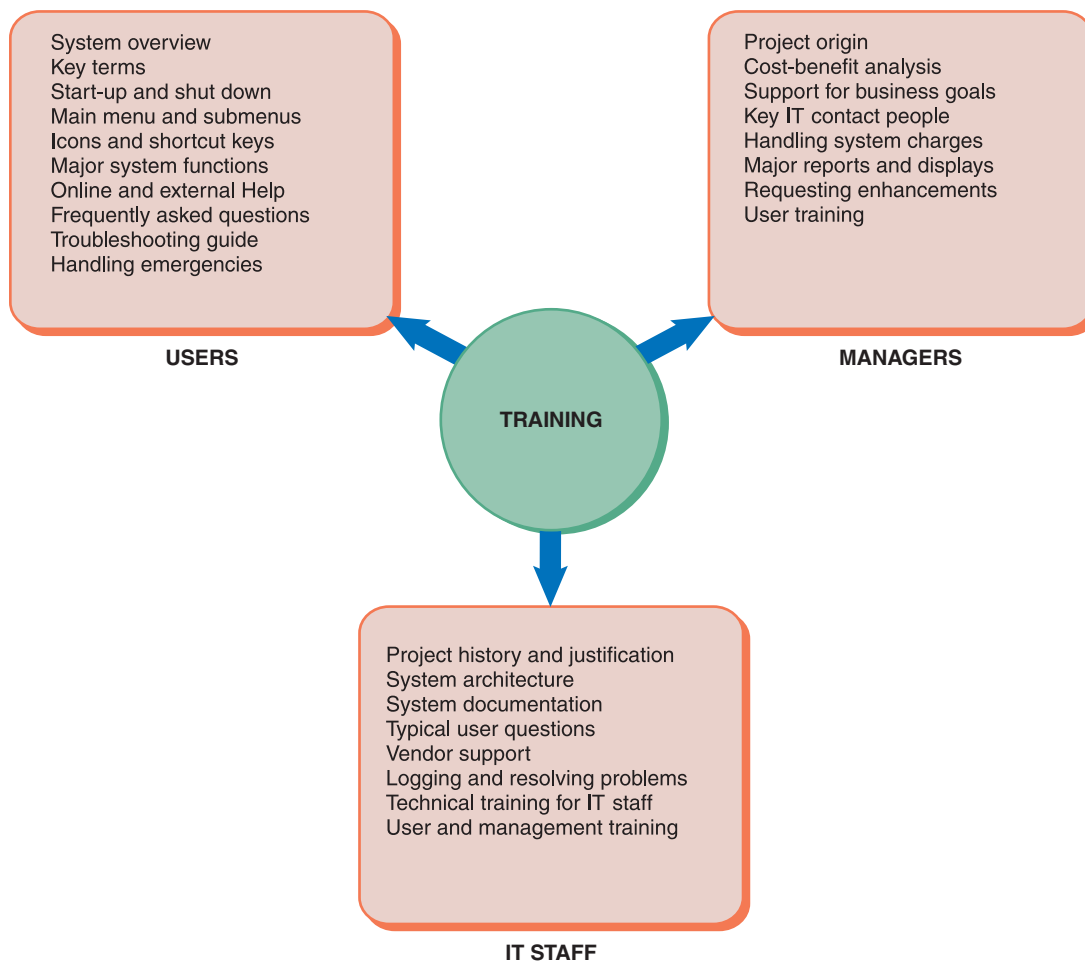 System overview
Key terms
Start-up and shut down
Main menu and submenus
Icons and shortcut keys
Major system functions
Online and external Help
Frequently asked questions
Troubleshooting guide
Handling emergencies
USERS
Project origin
Cost-benefit analysis
Support for business goals
Key IT contact people
Handling system charges
Major reports and displays
Requesting enhancements
User training
MANAGERS
TRAINING
Project history and justification
System architecture
System documentation
Typical user questions
Vendor support
Logging and resolving problems
Technical training for IT staff
User and management training
IT STAFF